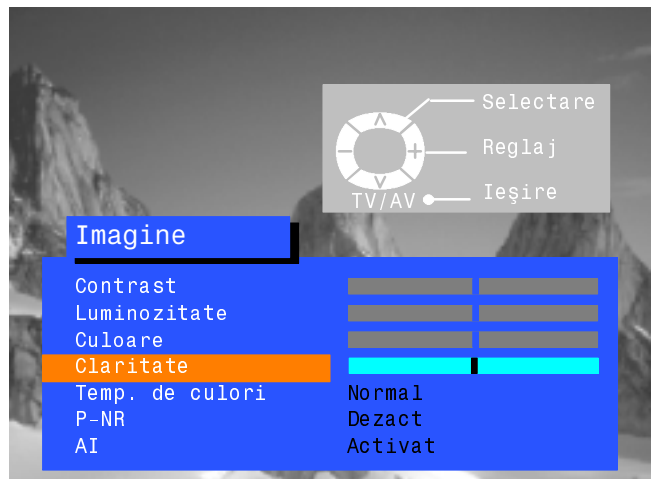 Selectare
Reglaj
Ieşire
TV/AV
Imagine
Contrast
Luminozitate
Culoare
Claritate
Temp. de culori Normal
P-NR Dezact
AI Activat